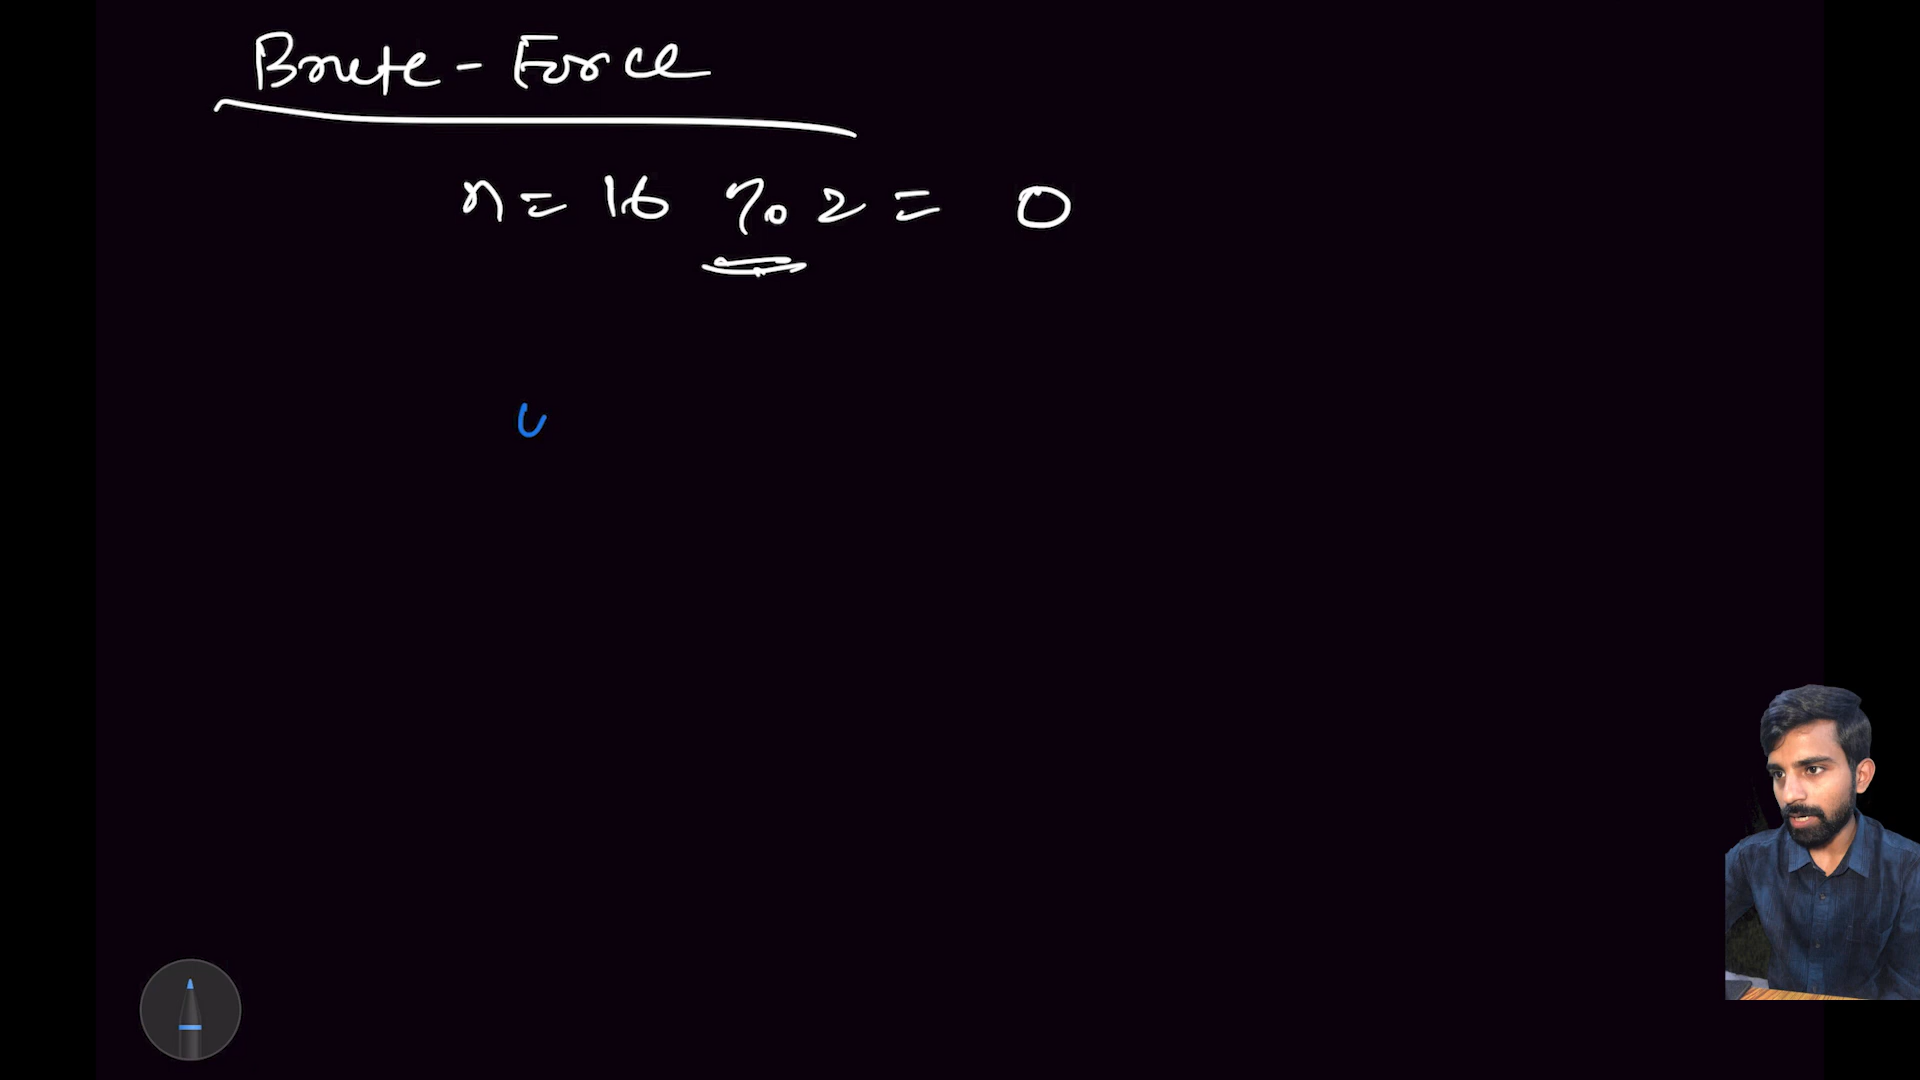 Brute-Force
n = 16 % 2 = 0